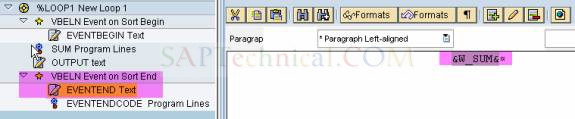 %LOOP1 New Loop 1
VBELN Event on Sort Begin
EVENTBEGIN Text
SUM Program Lines
OUTPUT text
VBELN Event on Sort End
EVENTEND Text
EVENTENDCODE Program Lines
Formats Formats
Paragrap * Paragraph Left-aligned
&W_SUM&
SAPTechnical.COM